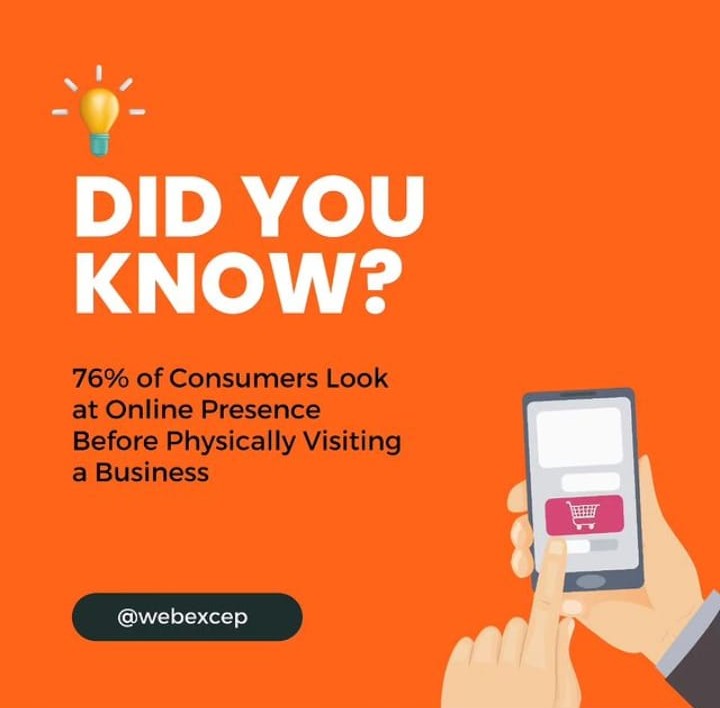 DID YOU
KNOW?
76% of Consumers Look
at Online Presence
Before Physically Visiting
a Business
@webexcep